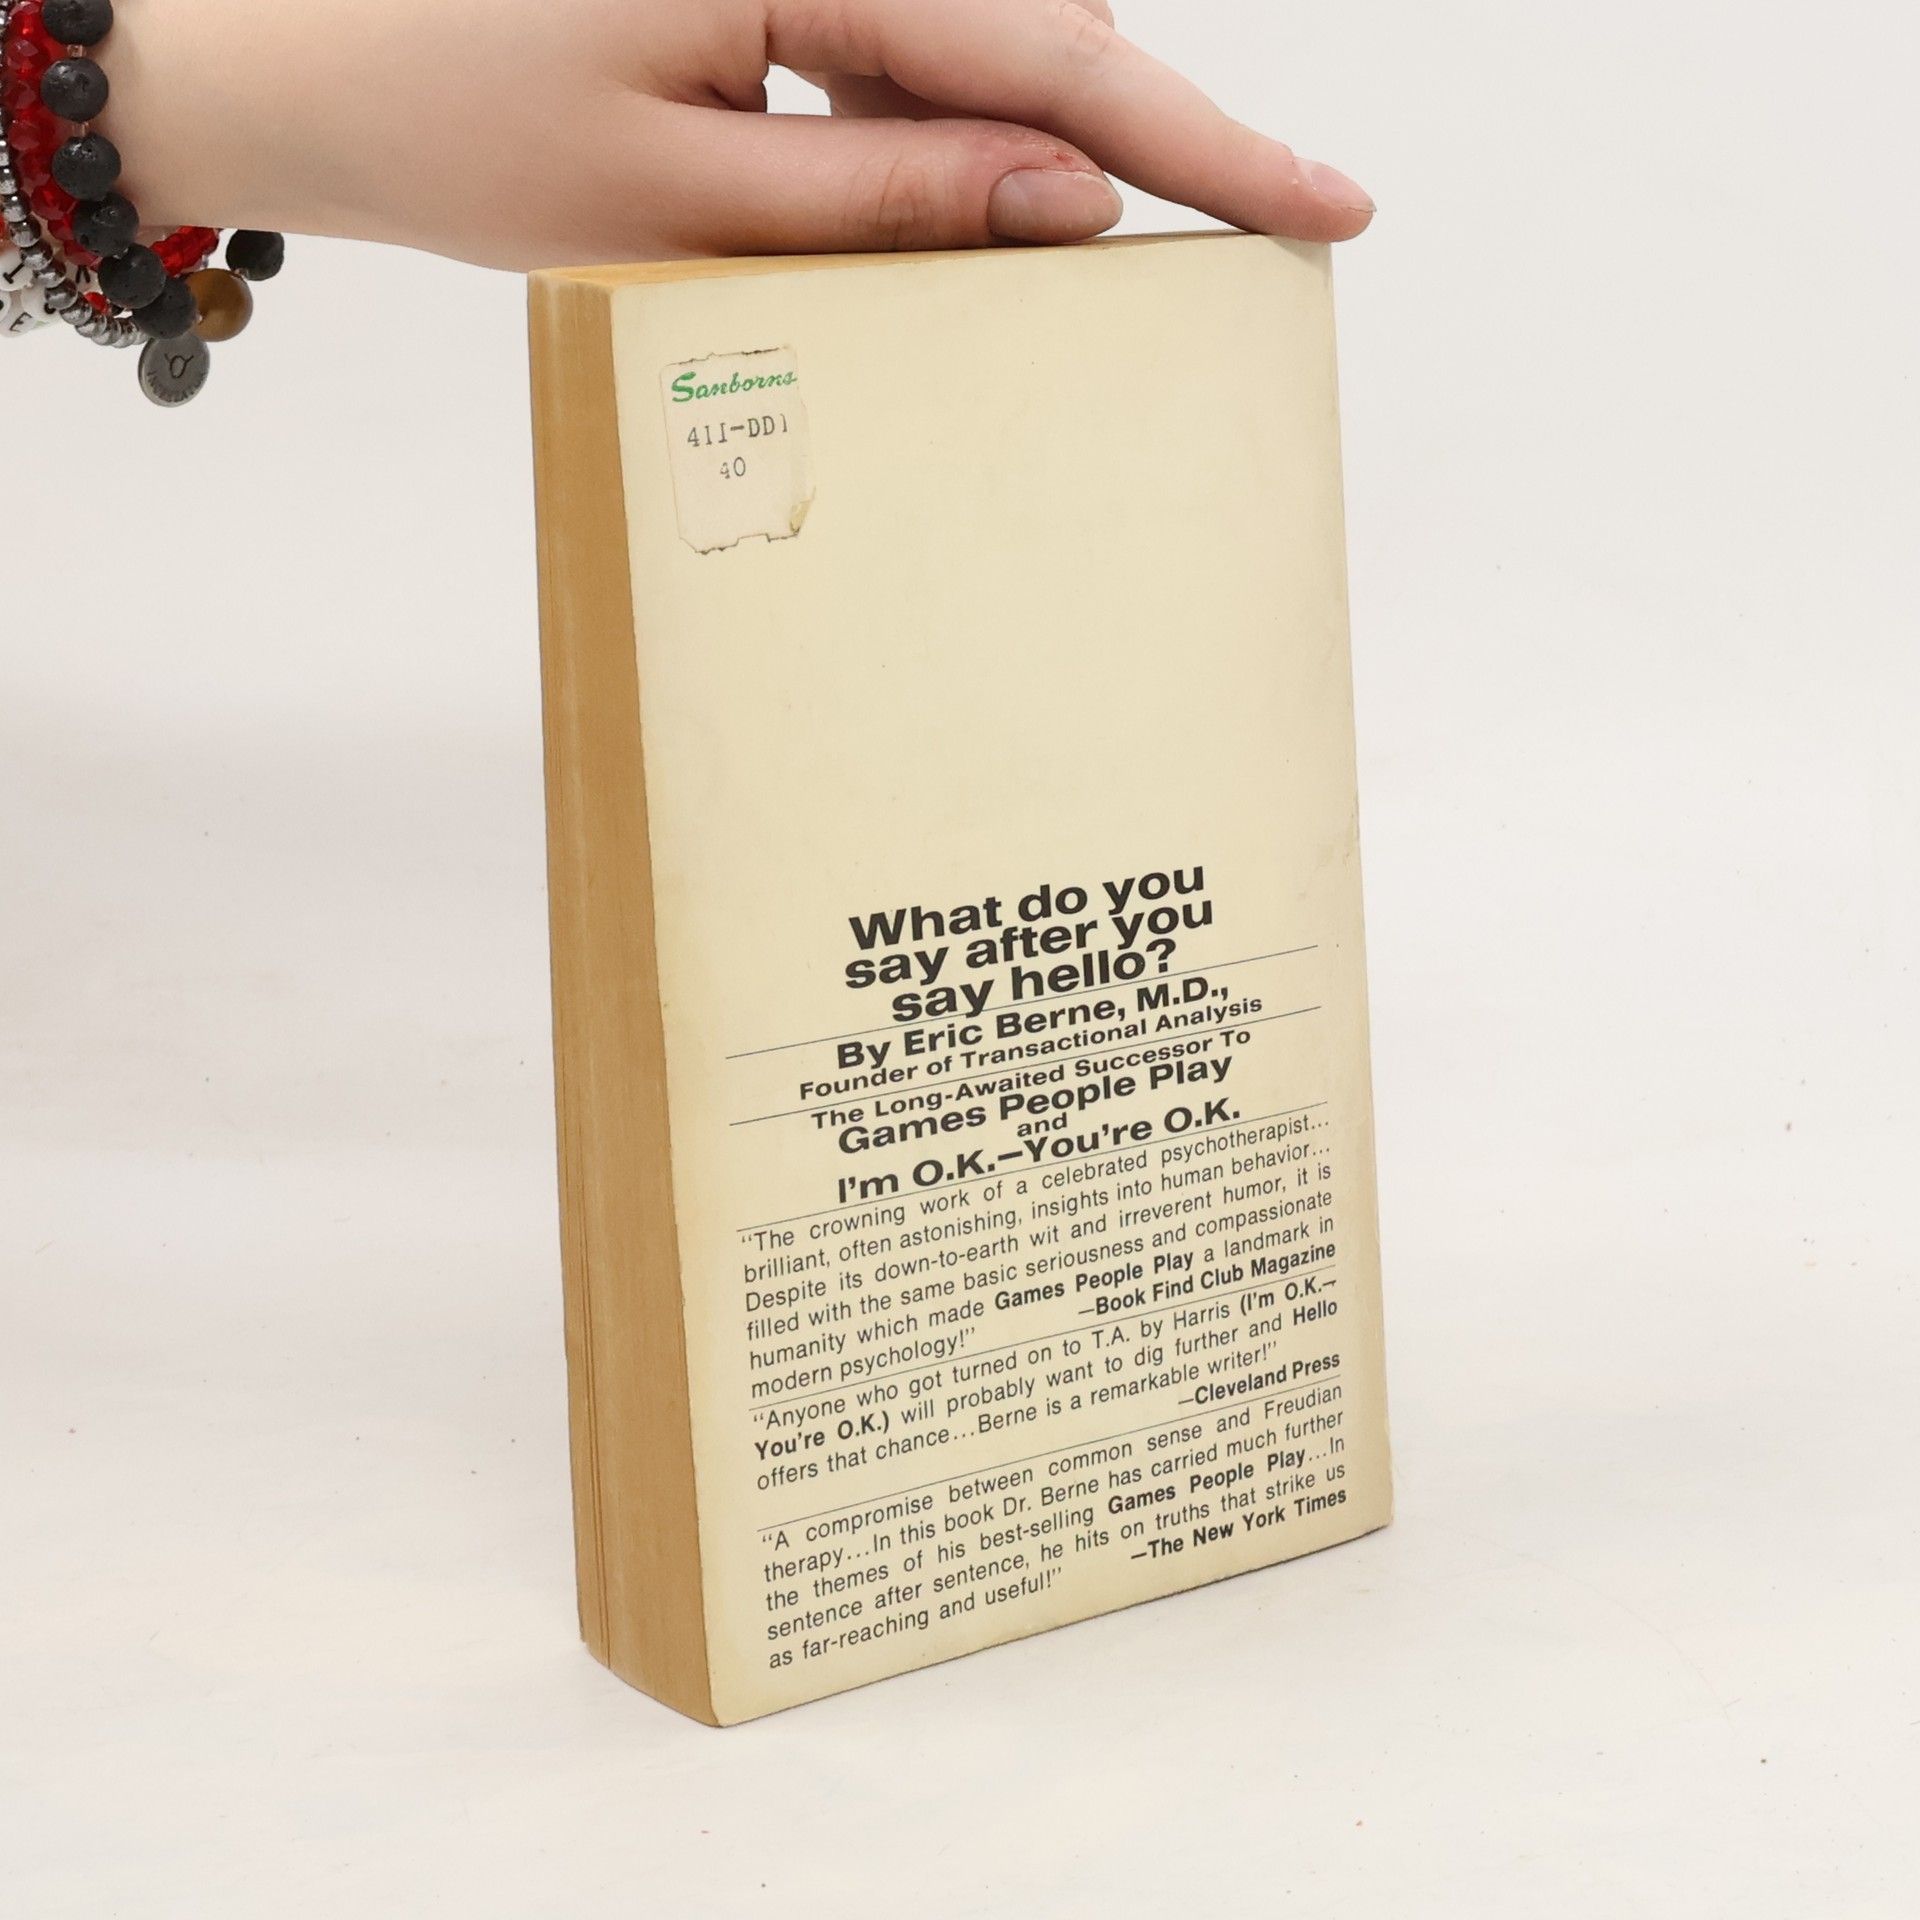 Sanborns
411-DD1
40
What do you
say after you
say hello?
By Eric Berne, M.D.,
Founder of Transactional Analysis
The Long-Awaited Successor To
Games People Play
and
I'm O.K.—You're O.K.
“The crowning work of a celebrated psychotherapist...
brilliant, often astonishing, insights into human behavior...
Despite its down-to-earth wit and irreverent humor, it is
filled with the same basic seriousness and compassionate
humanity which made Games People Play a landmark in
modern psychology!”
—Book Find Club Magazine
“Anyone who got turned on to T.A. by Harris (I'm O.K.—
You're O.K.) will probably want to dig further and Hello
offers that chance...Berne is a remarkable writer!”
—Cleveland Press
“A compromise between common sense and Freudian
therapy...In this book Dr. Berne has carried much further
the themes of his best-selling Games People Play...In
sentence after sentence, he hits on truths that strike us
as far-reaching and useful!”
—The New York Times